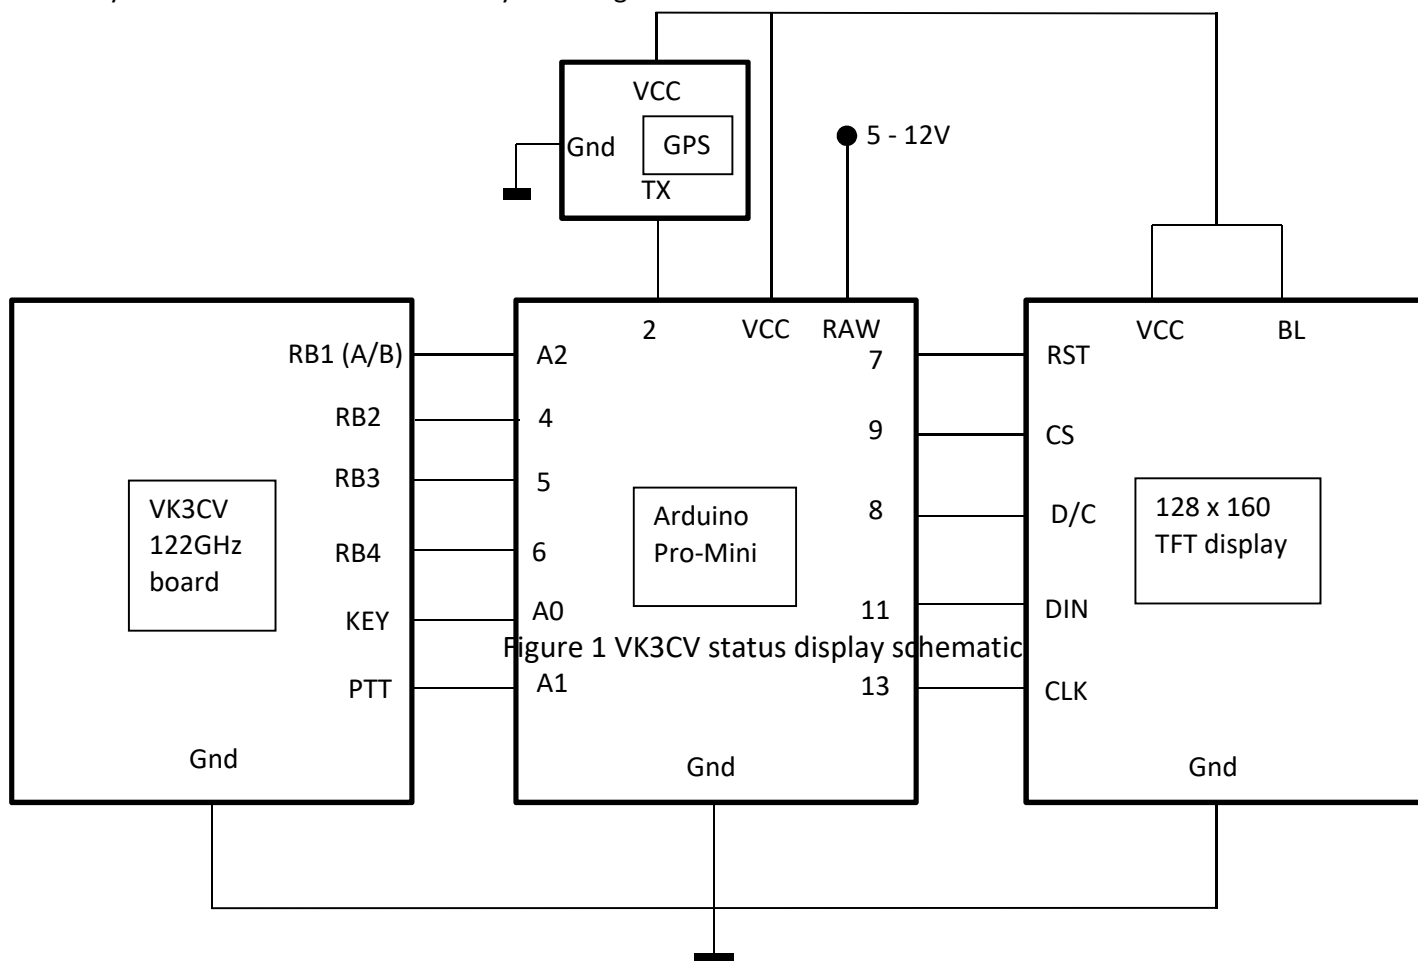 VCC
Gnd
GPS
TX
5 - 12V
RB1 (A/B)
RB2
RB3
RB4
KEY
PTT
Gnd
VK3CV
122GHz
board
2
VCC
RAW
A2
4
5
6
A0
A1
7
9
8
11
13
Arduino
Pro-Mini
Gnd
Figure 1 VK3CV status display schematic
VCC
BL
RST
CS
D/C
DIN
CLK
128 x 160
TFT display
Gnd